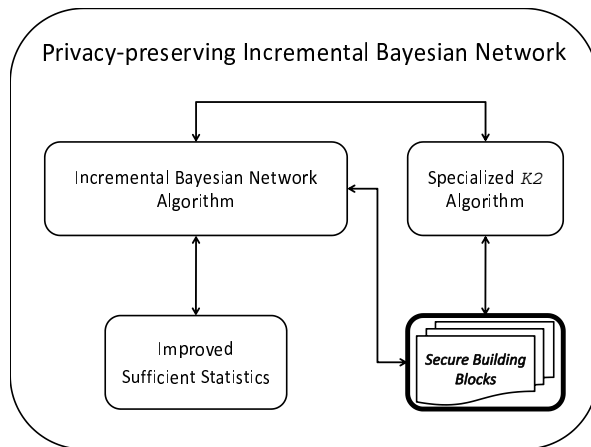 Privacy-preserving Incremental Bayesian Network
Incremental Bayesian Network
Algorithm
Specialized K2
Algorithm
Improved
Sufficient Statistics
Secure Building
Blocks